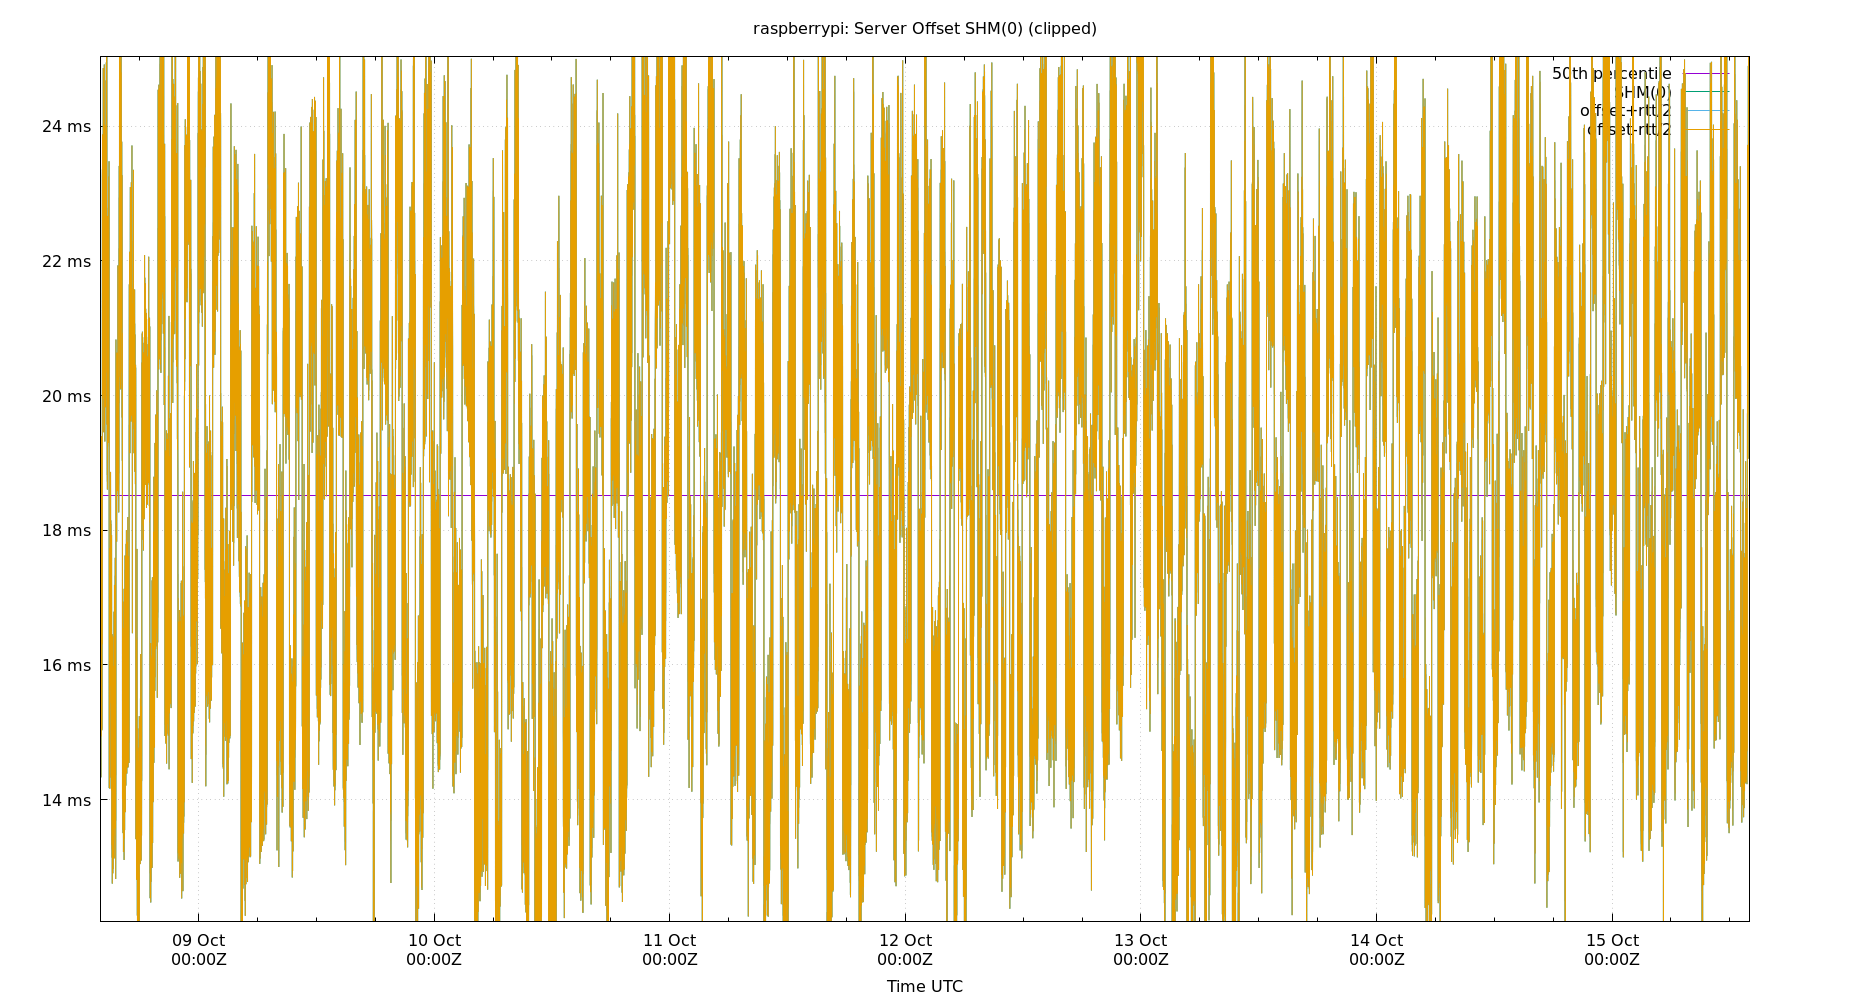 raspberrypi: Server Offset SHM(0) (clipped)
50th percentile
SHM(0)
offset+rtt/2
offset-rtt/2
24 ms
22 ms
20 ms
18 ms
16 ms
14 ms
09 Oct 10 Oct 11 Oct 12 Oct 13 Oct 14 Oct 15 Oct
00:00Z 00:00Z 00:00Z 00:00Z 00:00Z 00:00Z 00:00Z
Time UTC